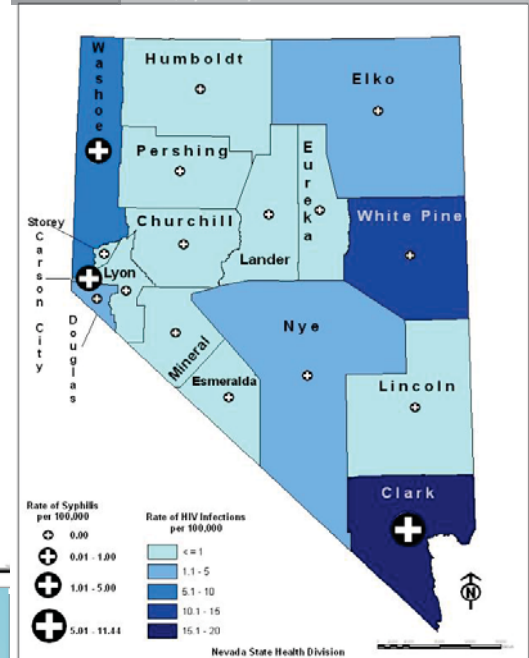 Washoe
Humboldt
Elko
Pershing
Eureka
Storey
Churchill
White Pine
Carson City
Lyon
Lander
Douglas
Nye
Mineral
Esmeralda
Lincoln
Clark
Rate of Syphilis
per 100,000
0.00
0.01 - 1.00
1.01 - 5.00
5.01 - 11.44
Rate of HIV Infections
per 100,000
<= 1
1.1 - 5
5.1 - 10
10.1 - 15
15.1 - 20
N
Nevada State Health Division